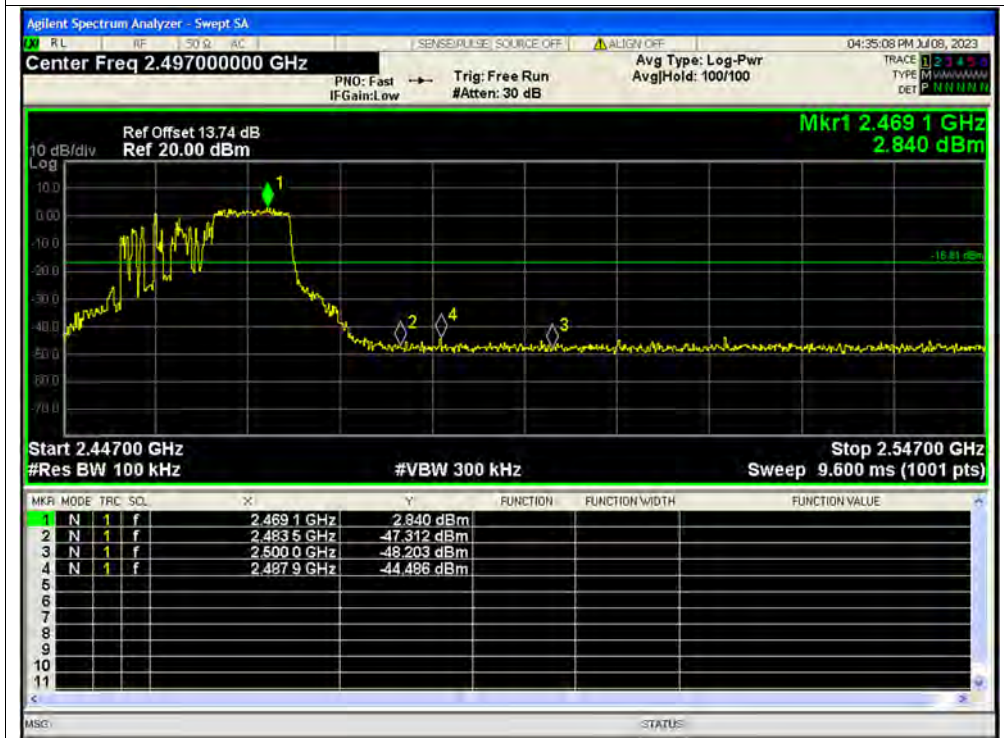 Agilent Spectrum Analyzer - Swept SA
RL RF 50 Ω AC SENSE:PULSE SOURCE OFF ALIGN OFF 04:35:08 PM Jul 08, 2023
Center Freq 2.497000000 GHz
PNO: Fast
IFGain:Low
Trig: Free Run
#Atten: 30 dB
Avg Type: Log-Pwr
Avg|Hold: 100/100
TRACE 1 2 3 4 5 6
TYPE M WWWWW
DET P N N N N N
Mkr1 2.469 1 GHz
2.840 dBm
Ref Offset 13.74 dB
10 dB/div Ref 20.00 dBm
Log
10.0
0.00
-10.0
-20.0
-30.0
-40.0
-50.0
-60.0
-70.0
1
2
4
3
-16.81 dBm
Start 2.44700 GHz Stop 2.54700 GHz
#Res BW 100 kHz #VBW 300 kHz Sweep 9.600 ms (1001 pts)
MKR MODE TRC SCL X Y FUNCTION FUNCTION WIDTH FUNCTION VALUE
1 N 1 f 2.469 1 GHz 2.840 dBm
2 N 1 f 2.483 5 GHz -47.312 dBm
3 N 1 f 2.500 0 GHz -48.203 dBm
4 N 1 f 2.487 9 GHz -44.486 dBm
5
6
7
8
9
10
11
MSG STATUS